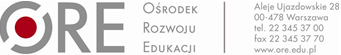 ORE
OŚRODEK
ROZWOJU
EDUKACJI
Aleje Ujazdowskie 28
00-478 Warszawa
tel. 22 345 37 00
fax 22 345 37 70
www.ore.edu.pl